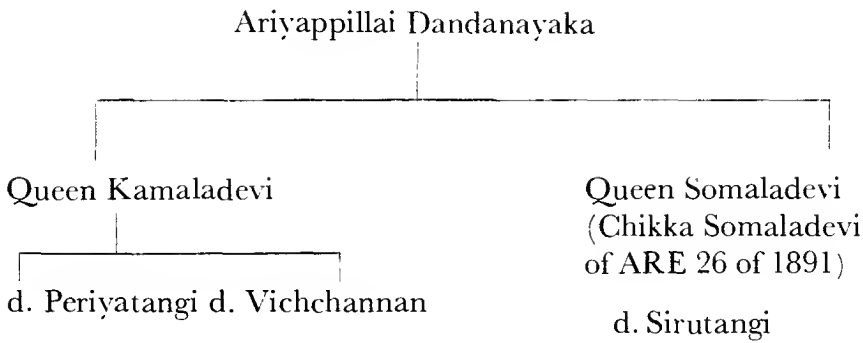 Ariyappillai Dandanayaka
Queen Kamaladevi
d. Periyatangi d. Vichchannan
Queen Somaladevi
(Chikka Somaladevi
of ARE 26 of 1891)
d. Sirutangi